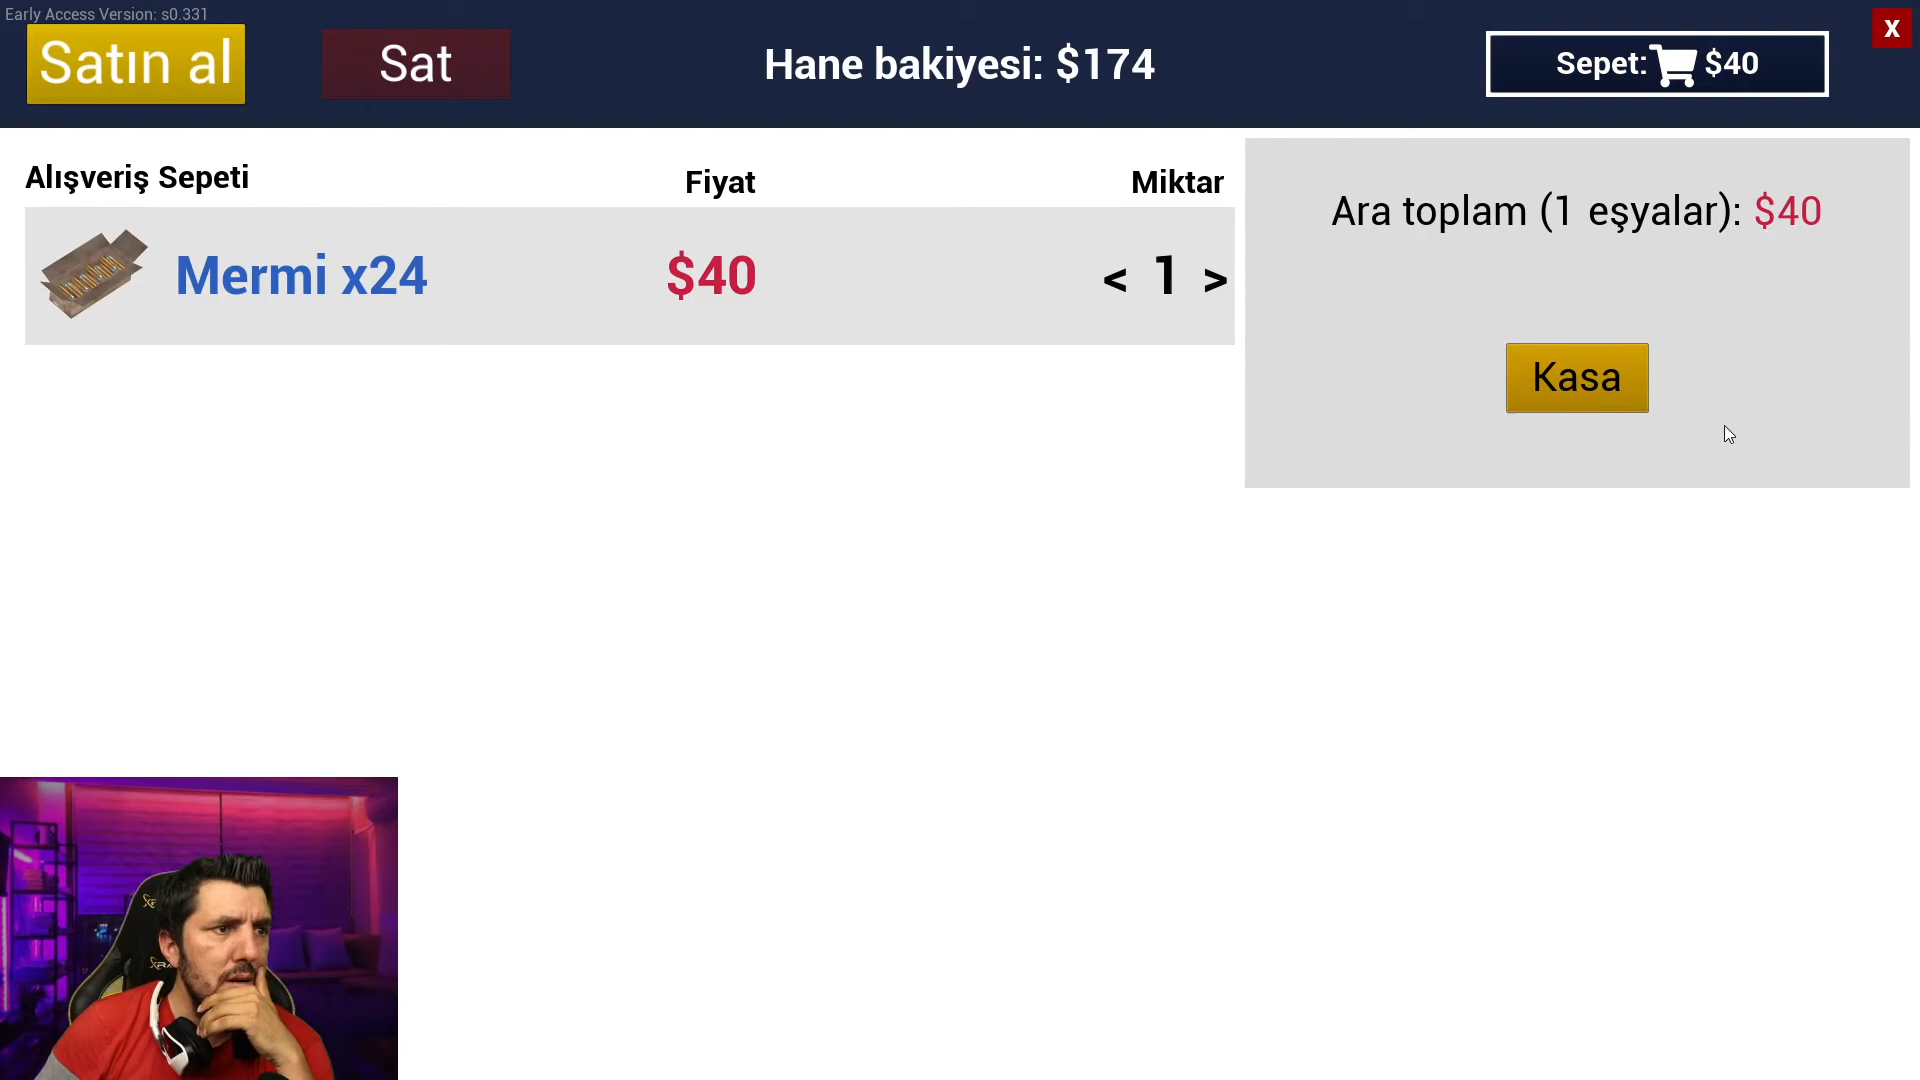 Early Access Version: s0.331
Satın al
Sat
Hane bakiyesi: $174
Sepet: $40
X
Alışveriş Sepeti
Fiyat
Miktar
Mermi x24
$40
< 1 >
Ara toplam (1 eşyalar): $40
Kasa